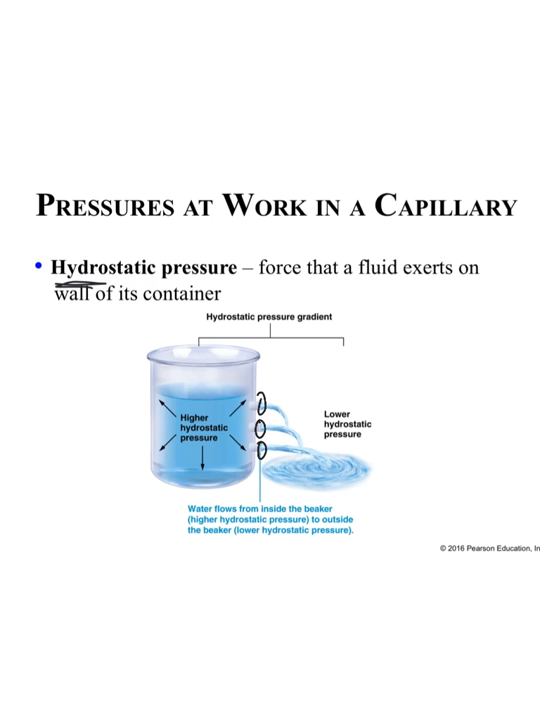 PRESSURES AT WORK IN A CAPILLARY
• Hydrostatic pressure – force that a fluid exerts on
wall of its container
Hydrostatic pressure gradient
Higher
hydrostatic
pressure
Lower
hydrostatic
pressure
Water flows from inside the beaker
(higher hydrostatic pressure) to outside
the beaker (lower hydrostatic pressure).
© 2016 Pearson Education, In